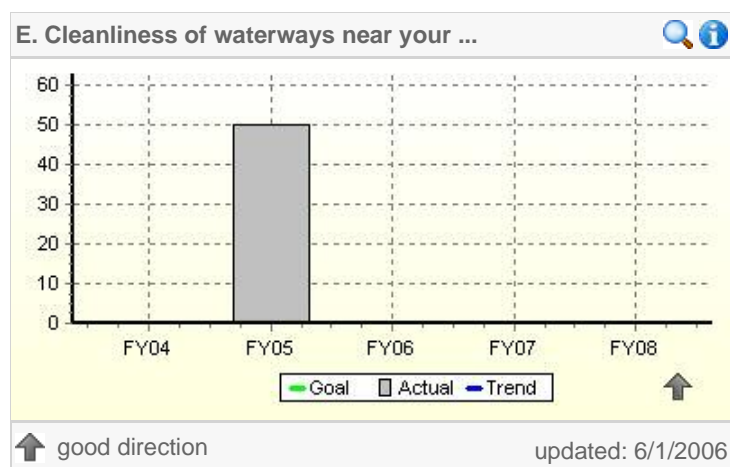 E. Cleanliness of waterways near your ...
60
50
40
30
20
10
0
FY04 FY05 FY06 FY07 FY08
Goal Actual Trend
good direction updated: 6/1/2006